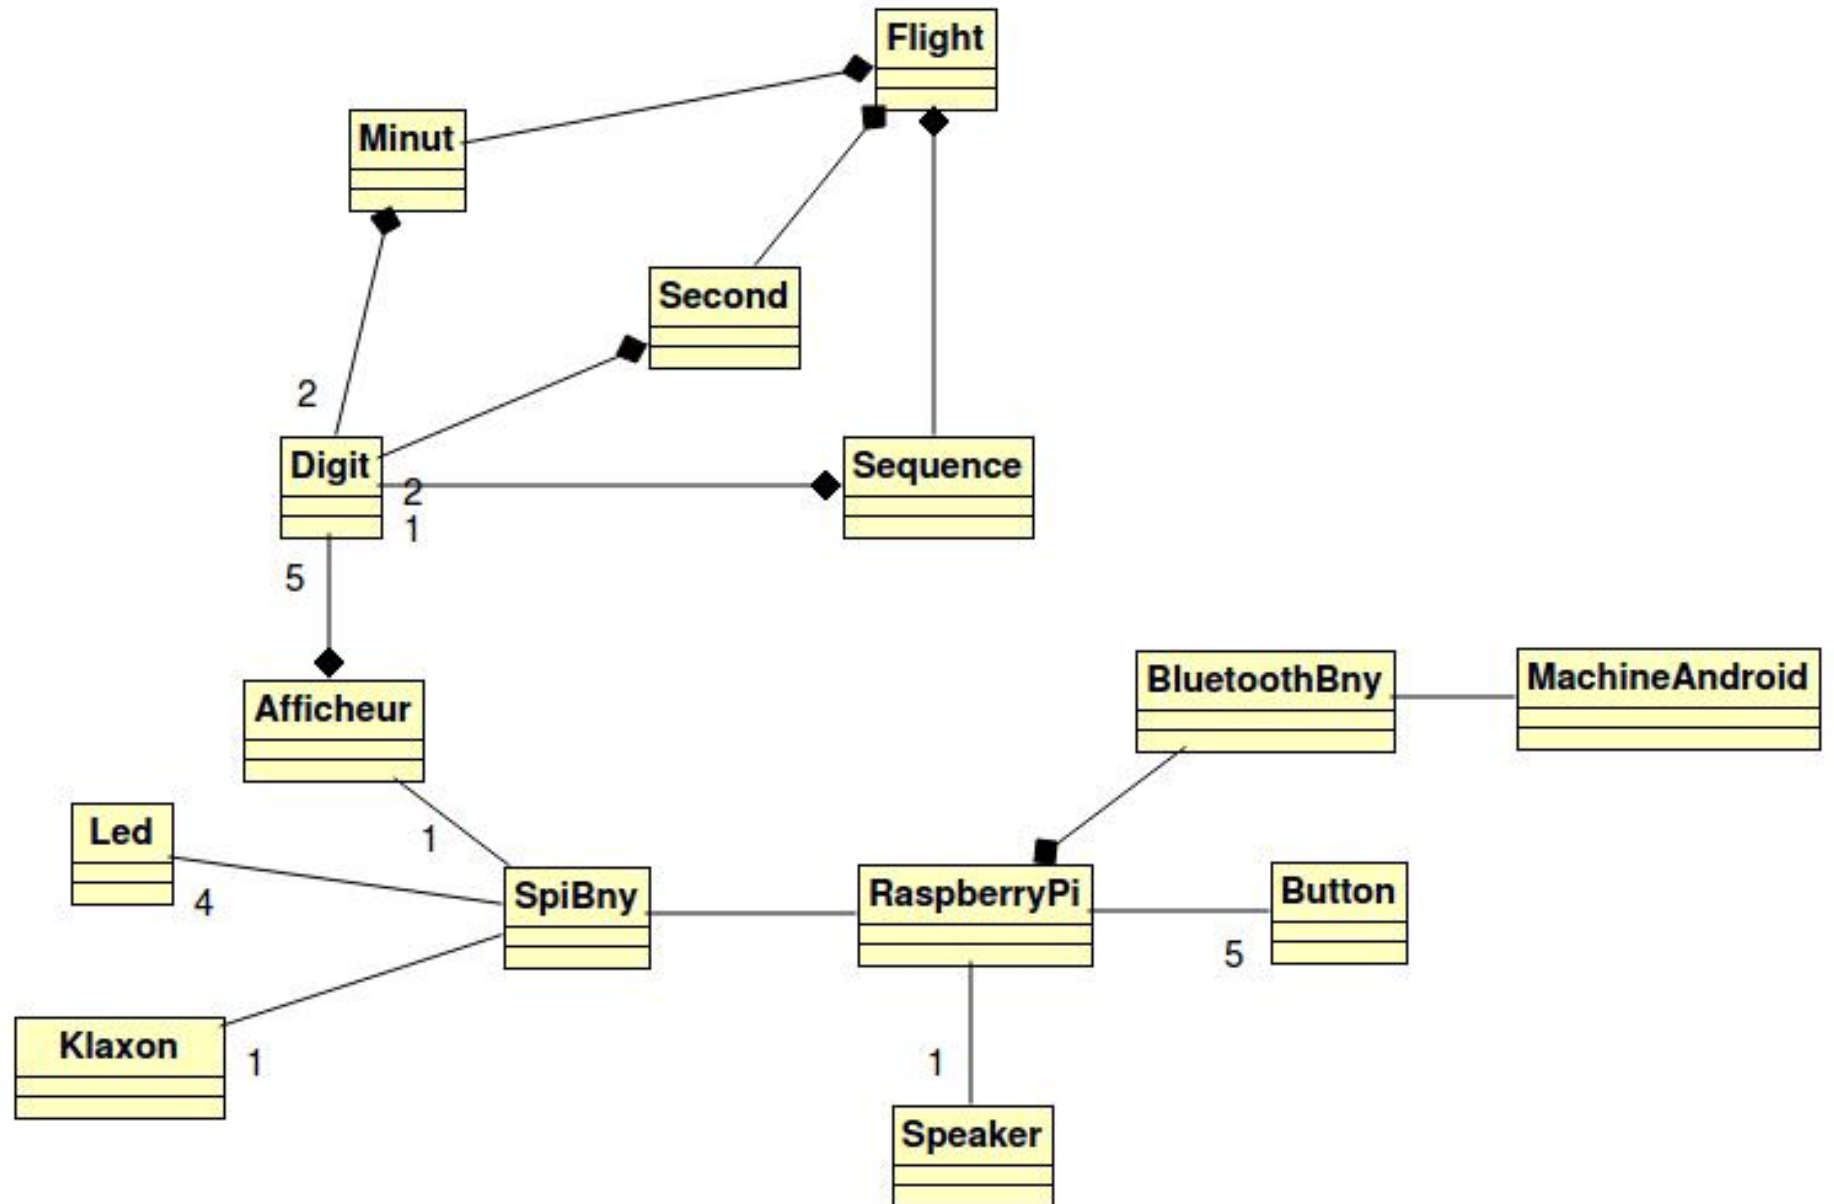 Flight
Minut
Second
2
Digit
Sequence
2
1
5
Afficheur
BluetoothBny
MachineAndroid
Led
1
4
SpiBny
RaspberryPi
Button
5
Klaxon
1
1
Speaker